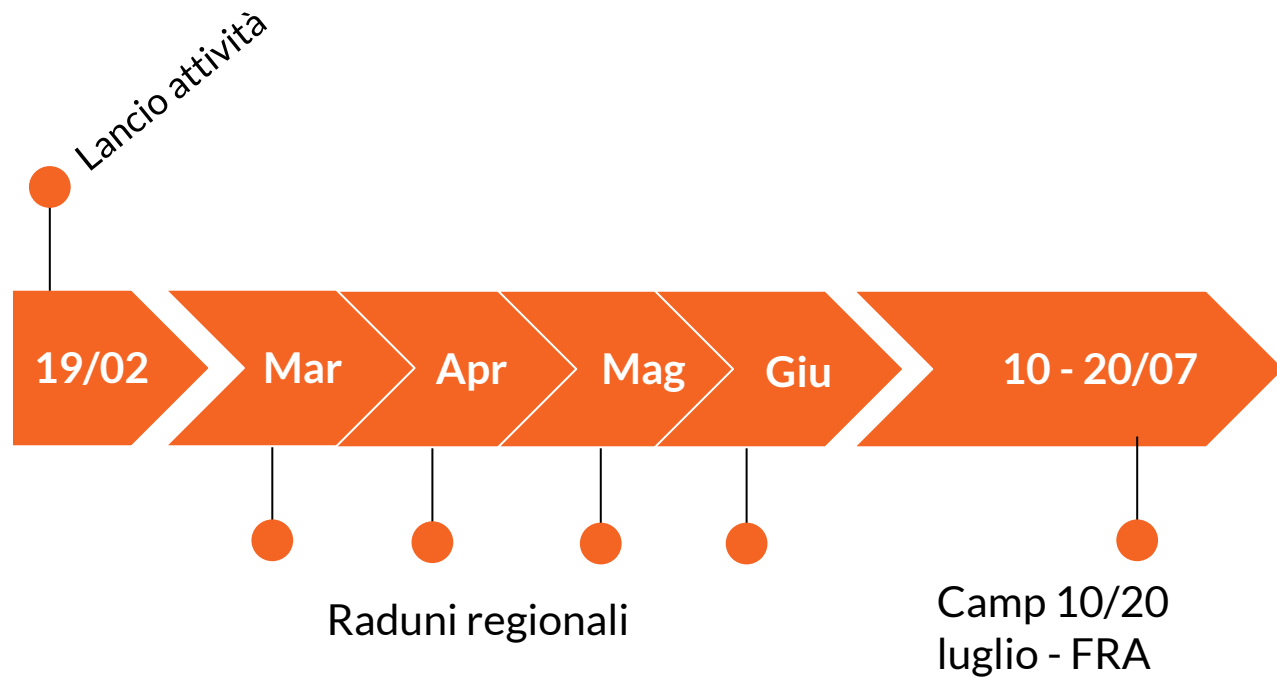 Lancio attività
19/02
Mar
Apr
Mag
Giu
10 - 20/07
Raduni regionali
Camp 10/20
luglio - FRA